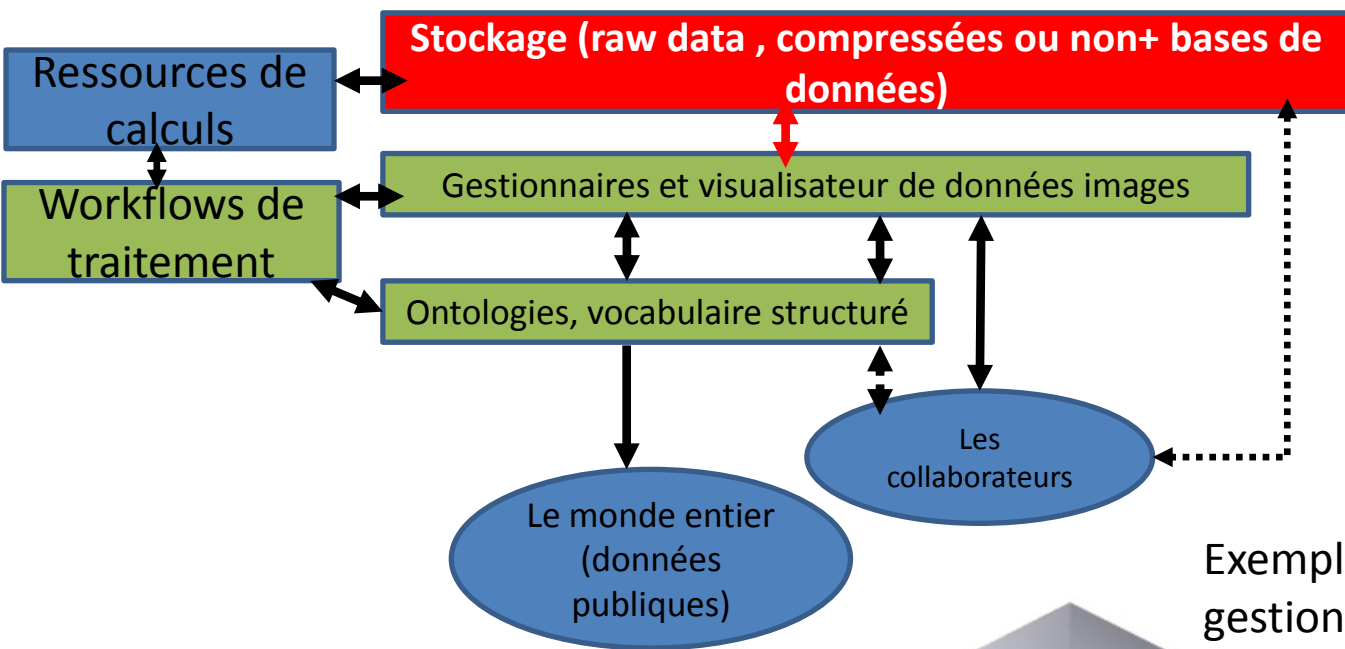 Stockage (raw data , compressées ou non+ bases de
données)
Ressources de
calculs
Gestionnaires et visualisateur de données images
Workflows de
traitement
Ontologies, vocabulaire structuré
Les
collaborateurs
Le monde entier
(données
publiques)
Exempl
gestion